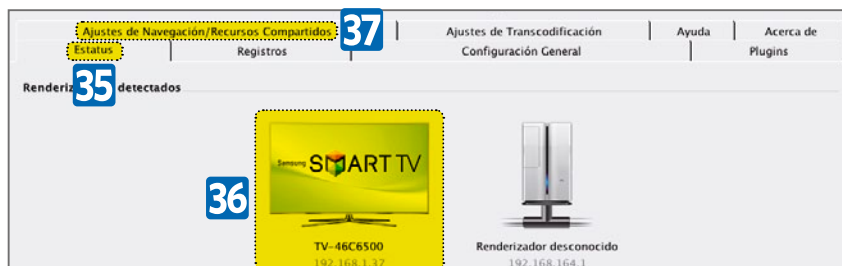 Ajustes de Navegación/Recursos Compartidos 37 Ajustes de Transcodificación Ayuda Acerca de
Estatus Registros Configuración General Plugins
35
detectados
Samsung SMART TV
36
TV-46C6500 Renderizador desconocido
192.168.1.37 192.168.164.1